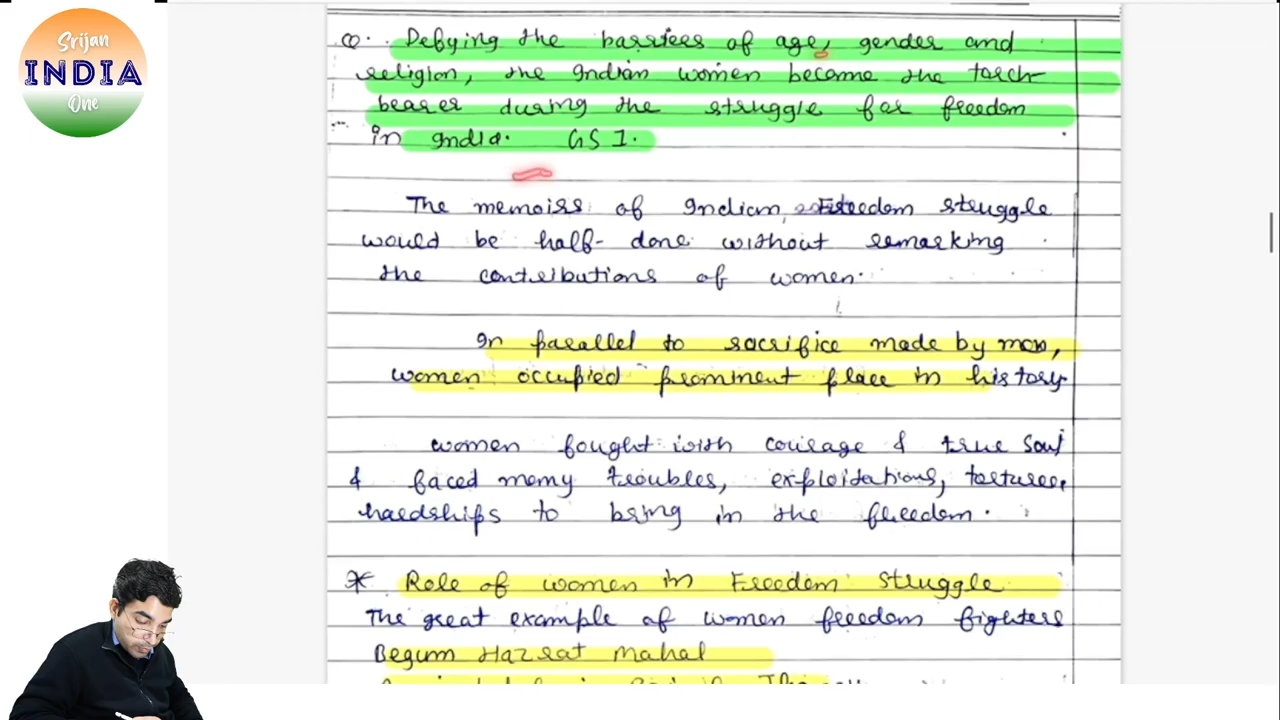 Srijan
INDIA
One
Q. Defying the barriers of age, gender and
religion, the Indian women became the torch-
bearer during the struggle for freedom
in India. GS I.
The memoirs of Indian Freedom struggle
would be half-done without remarking
the contributions of women.
In parallel to sacrifice made by men,
women occupied prominent place in history
women fought with courage & true soul
& faced many troubles, exploitations, tortures,
hardships to bring in the freedom.
* Role of women in Freedom Struggle
The great example of women freedom fighters
Begum Hazrat Mahal